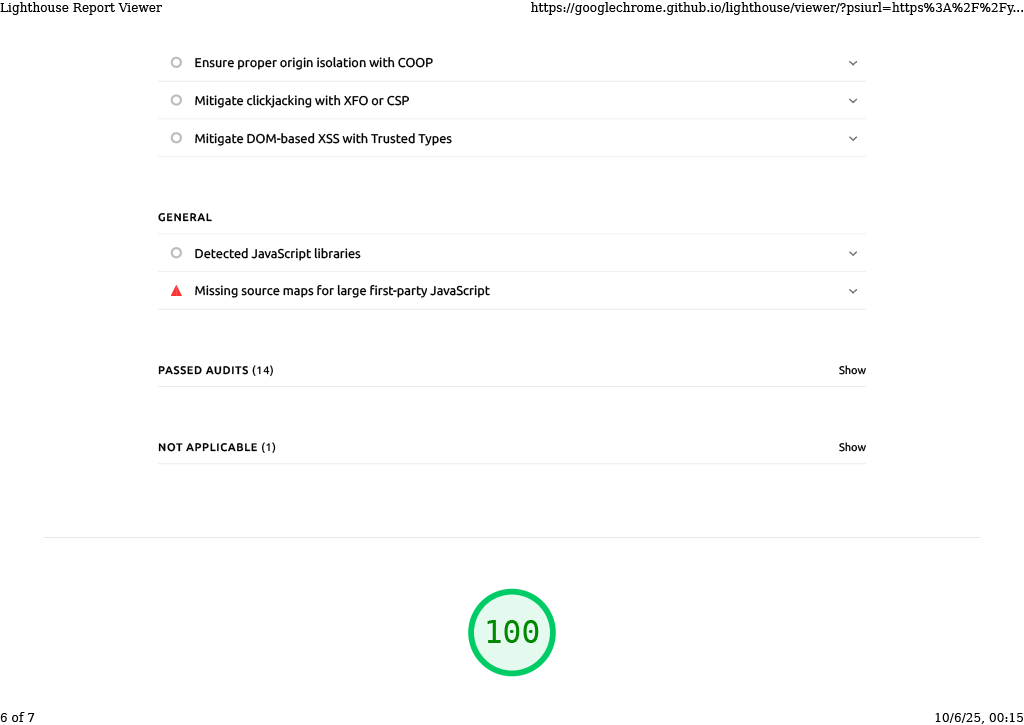 Lighthouse Report Viewer https://googlechrome.github.io/lighthouse/viewer/?psiurl=https%3A%2F%2Fy...
Ensure proper origin isolation with COOP
Mitigate clickjacking with XFO or CSP
Mitigate DOM-based XSS with Trusted Types
GENERAL
Detected JavaScript libraries
Missing source maps for large first-party JavaScript
PASSED AUDITS (14) Show
NOT APPLICABLE (1) Show
100
6 of 7 10/6/25, 00:15